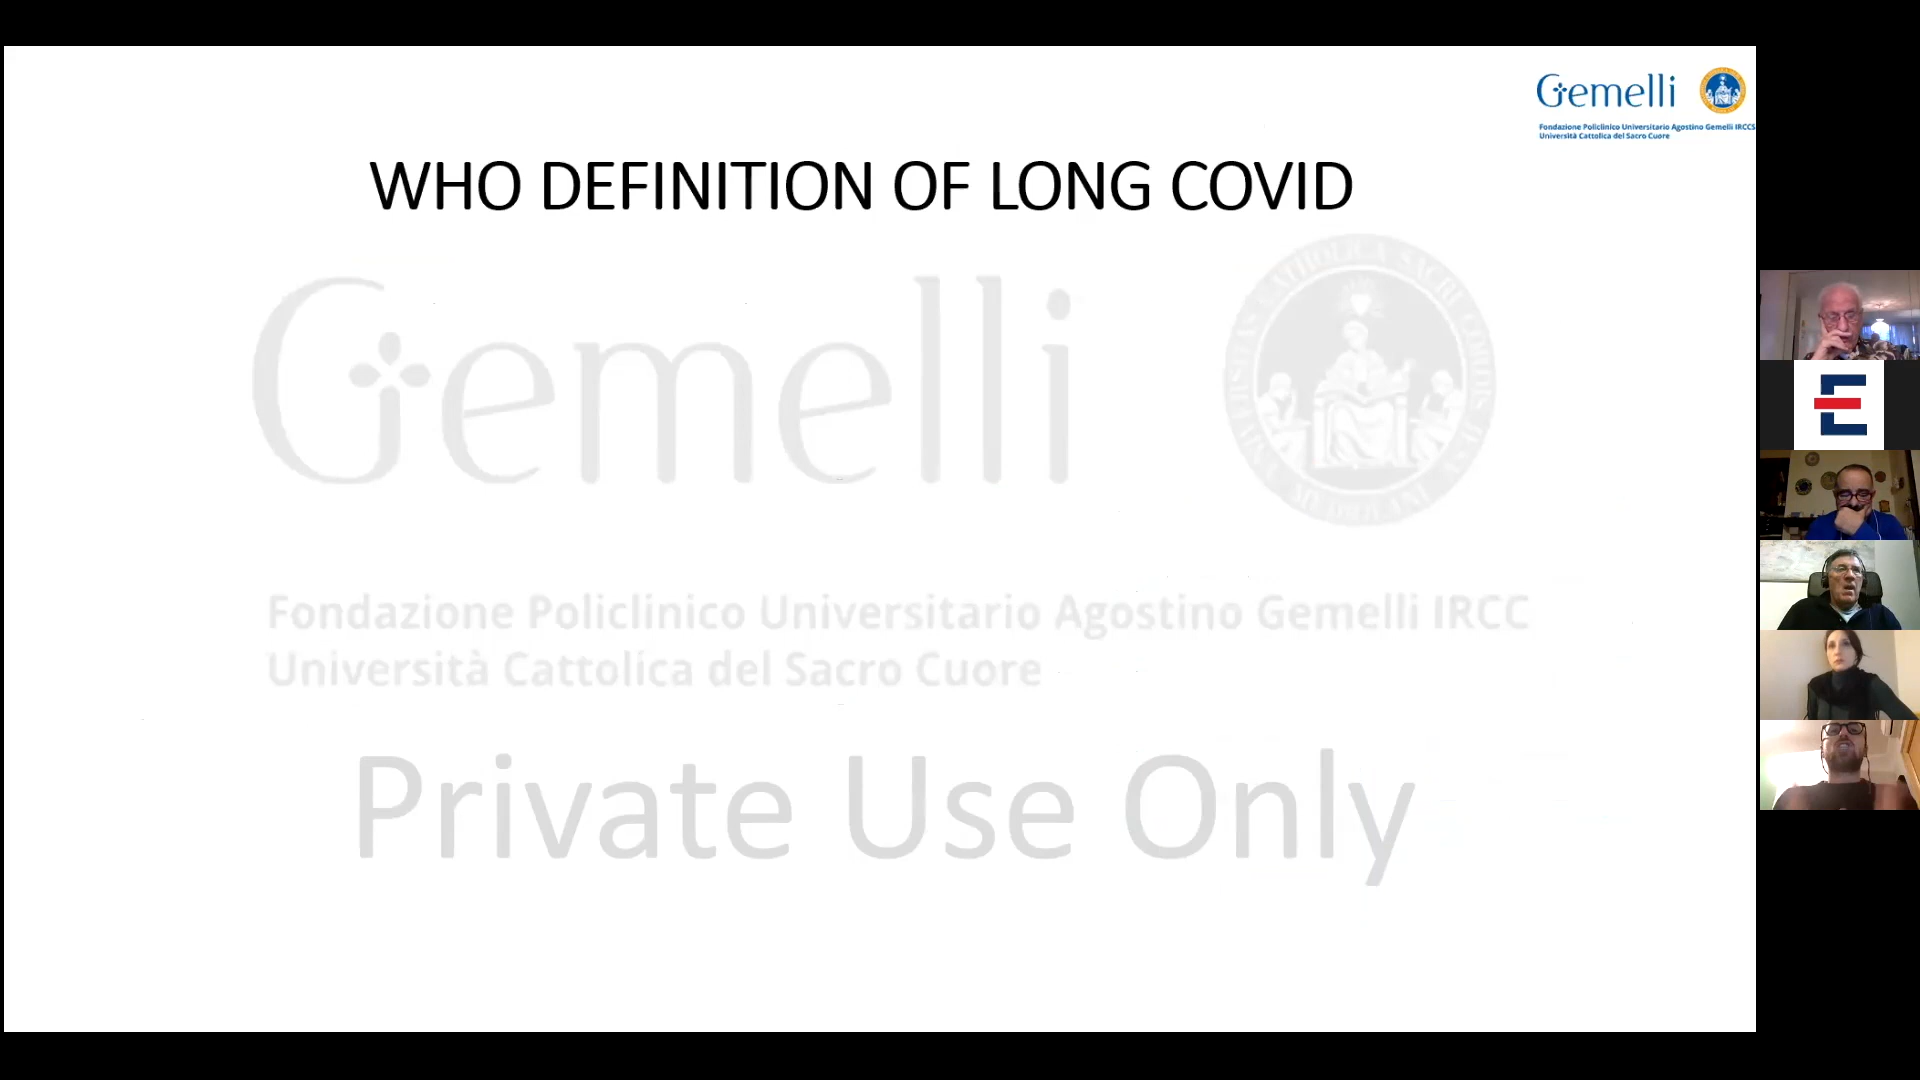 Gemelli
Fondazione Policlinico Universitario Agostino Gemelli IRCCS
Università Cattolica del Sacro Cuore
WHO DEFINITION OF LONG COVID
Gemelli
Fondazione Policlinico Universitario Agostino Gemelli IRCC
Università Cattolica del Sacro Cuore
Private Use Only